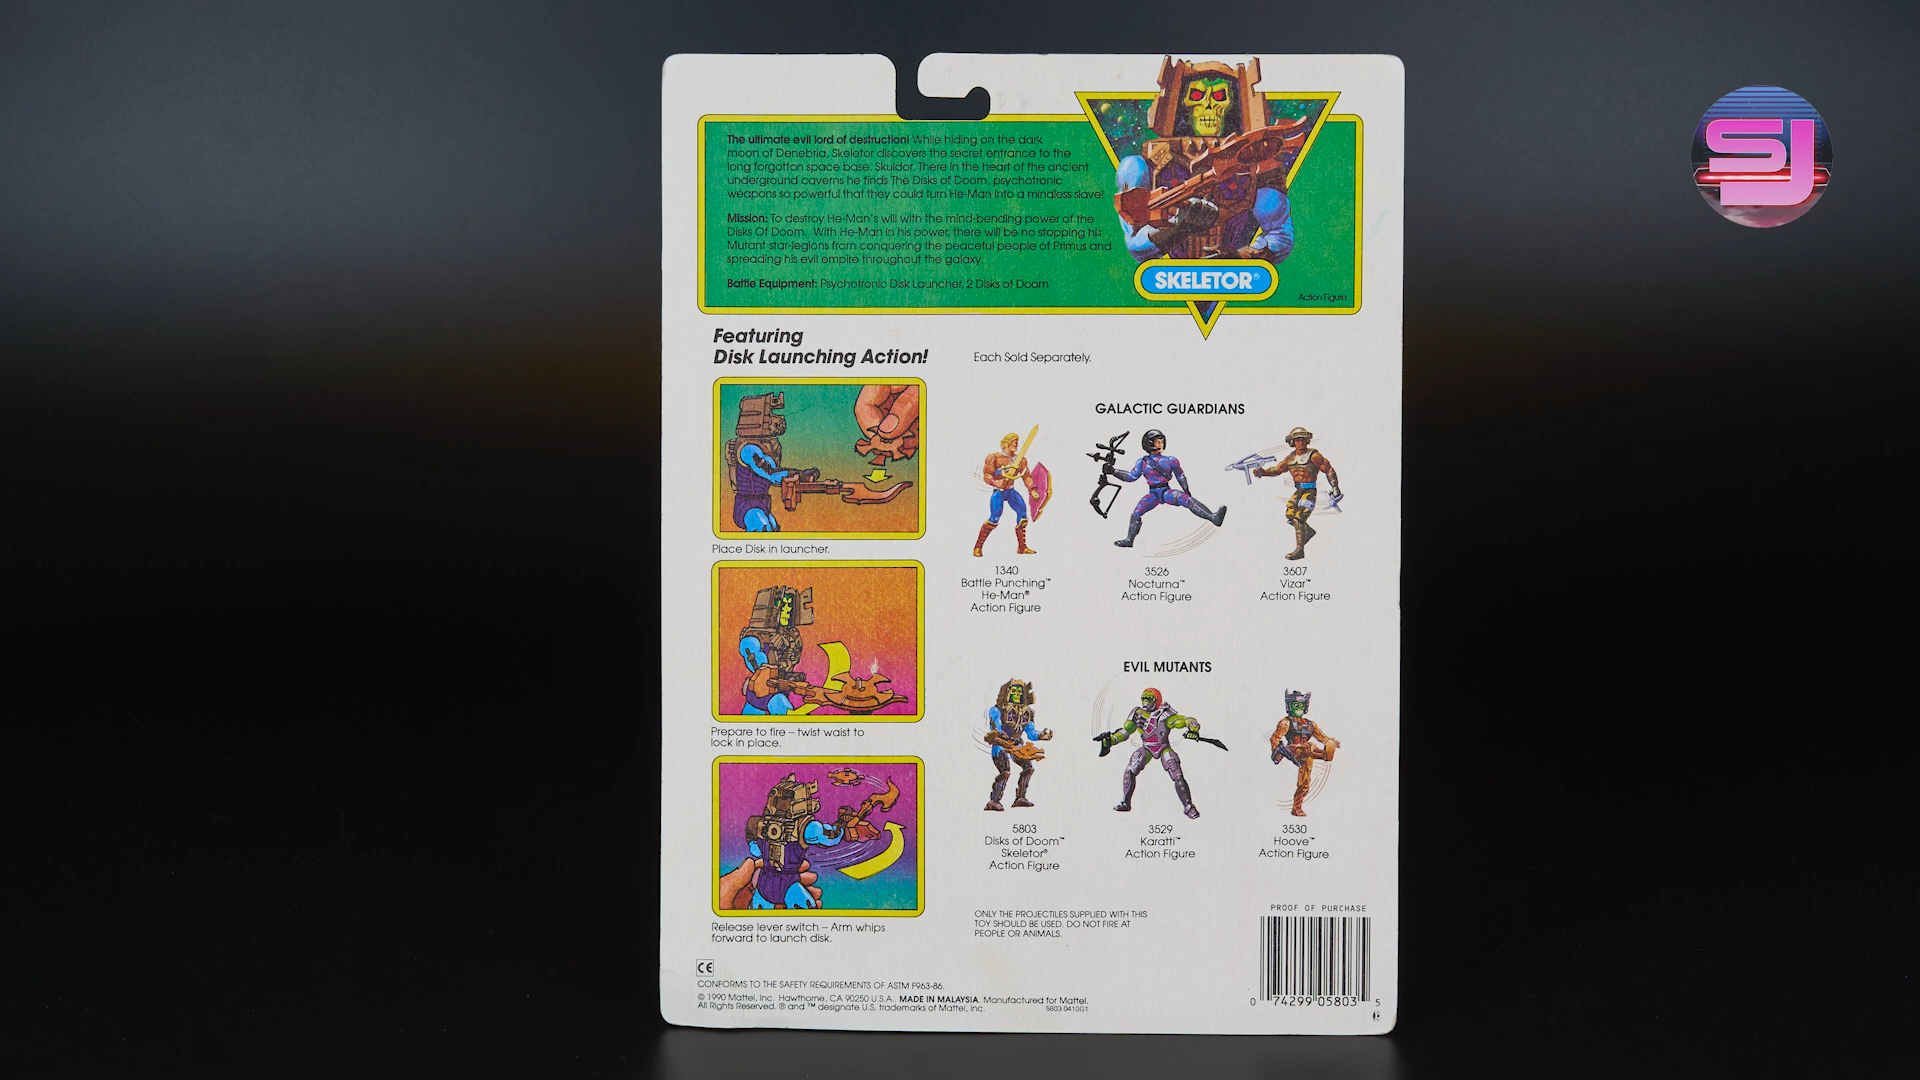 The ultimate evil lord of destruction! While hiding on the dark
moon of Denebria, Skeletor discovers the secret entrance to the
long forgotton space base, Skuldor. There in the heart of the ancient
underground caverns he finds The Disks of Doom, psychotronic
weapons so powerful that they could turn He-Man into a mindless slave!
Mission: To destroy He-Man's will with the mind-bending power of the
Disks Of Doom. With He-Man in his power, there will be no stopping his
Mutant star-legions from conquering the peaceful people of Primus and
spreading his evil empire throughout the galaxy.
Battle Equipment: Psychotronic Disk Launcher, 2 Disks of Doom
SKELETOR®
Action Figure
SJ
Featuring
Disk Launching Action!
Place Disk in launcher.
Prepare to fire – twist waist to
lock in place.
Release lever switch – Arm whips
forward to launch disk.
Each Sold Separately.
GALACTIC GUARDIANS
1340
Battle Punching™
He-Man®
Action Figure
3526
Nocturna™
Action Figure
3607
Vizar™
Action Figure
EVIL MUTANTS
5803
Disks of Doom™
Skeletor®
Action Figure
3529
Karatti™
Action Figure
3530
Hoove™
Action Figure
ONLY THE PROJECTILES SUPPLIED WITH THIS
TOY SHOULD BE USED. DO NOT FIRE AT
PEOPLE OR ANIMALS.
PROOF OF PURCHASE
0 74299 05803 5
CE
CONFORMS TO THE SAFETY REQUIREMENTS OF ASTM F963-86.
© 1990 Mattel, Inc. Hawthorne, CA 90250 U.S.A. MADE IN MALAYSIA. Manufactured for Mattel.
All Rights Reserved. ® and ™ designate U.S. trademarks of Mattel, Inc.
5803-0410G1